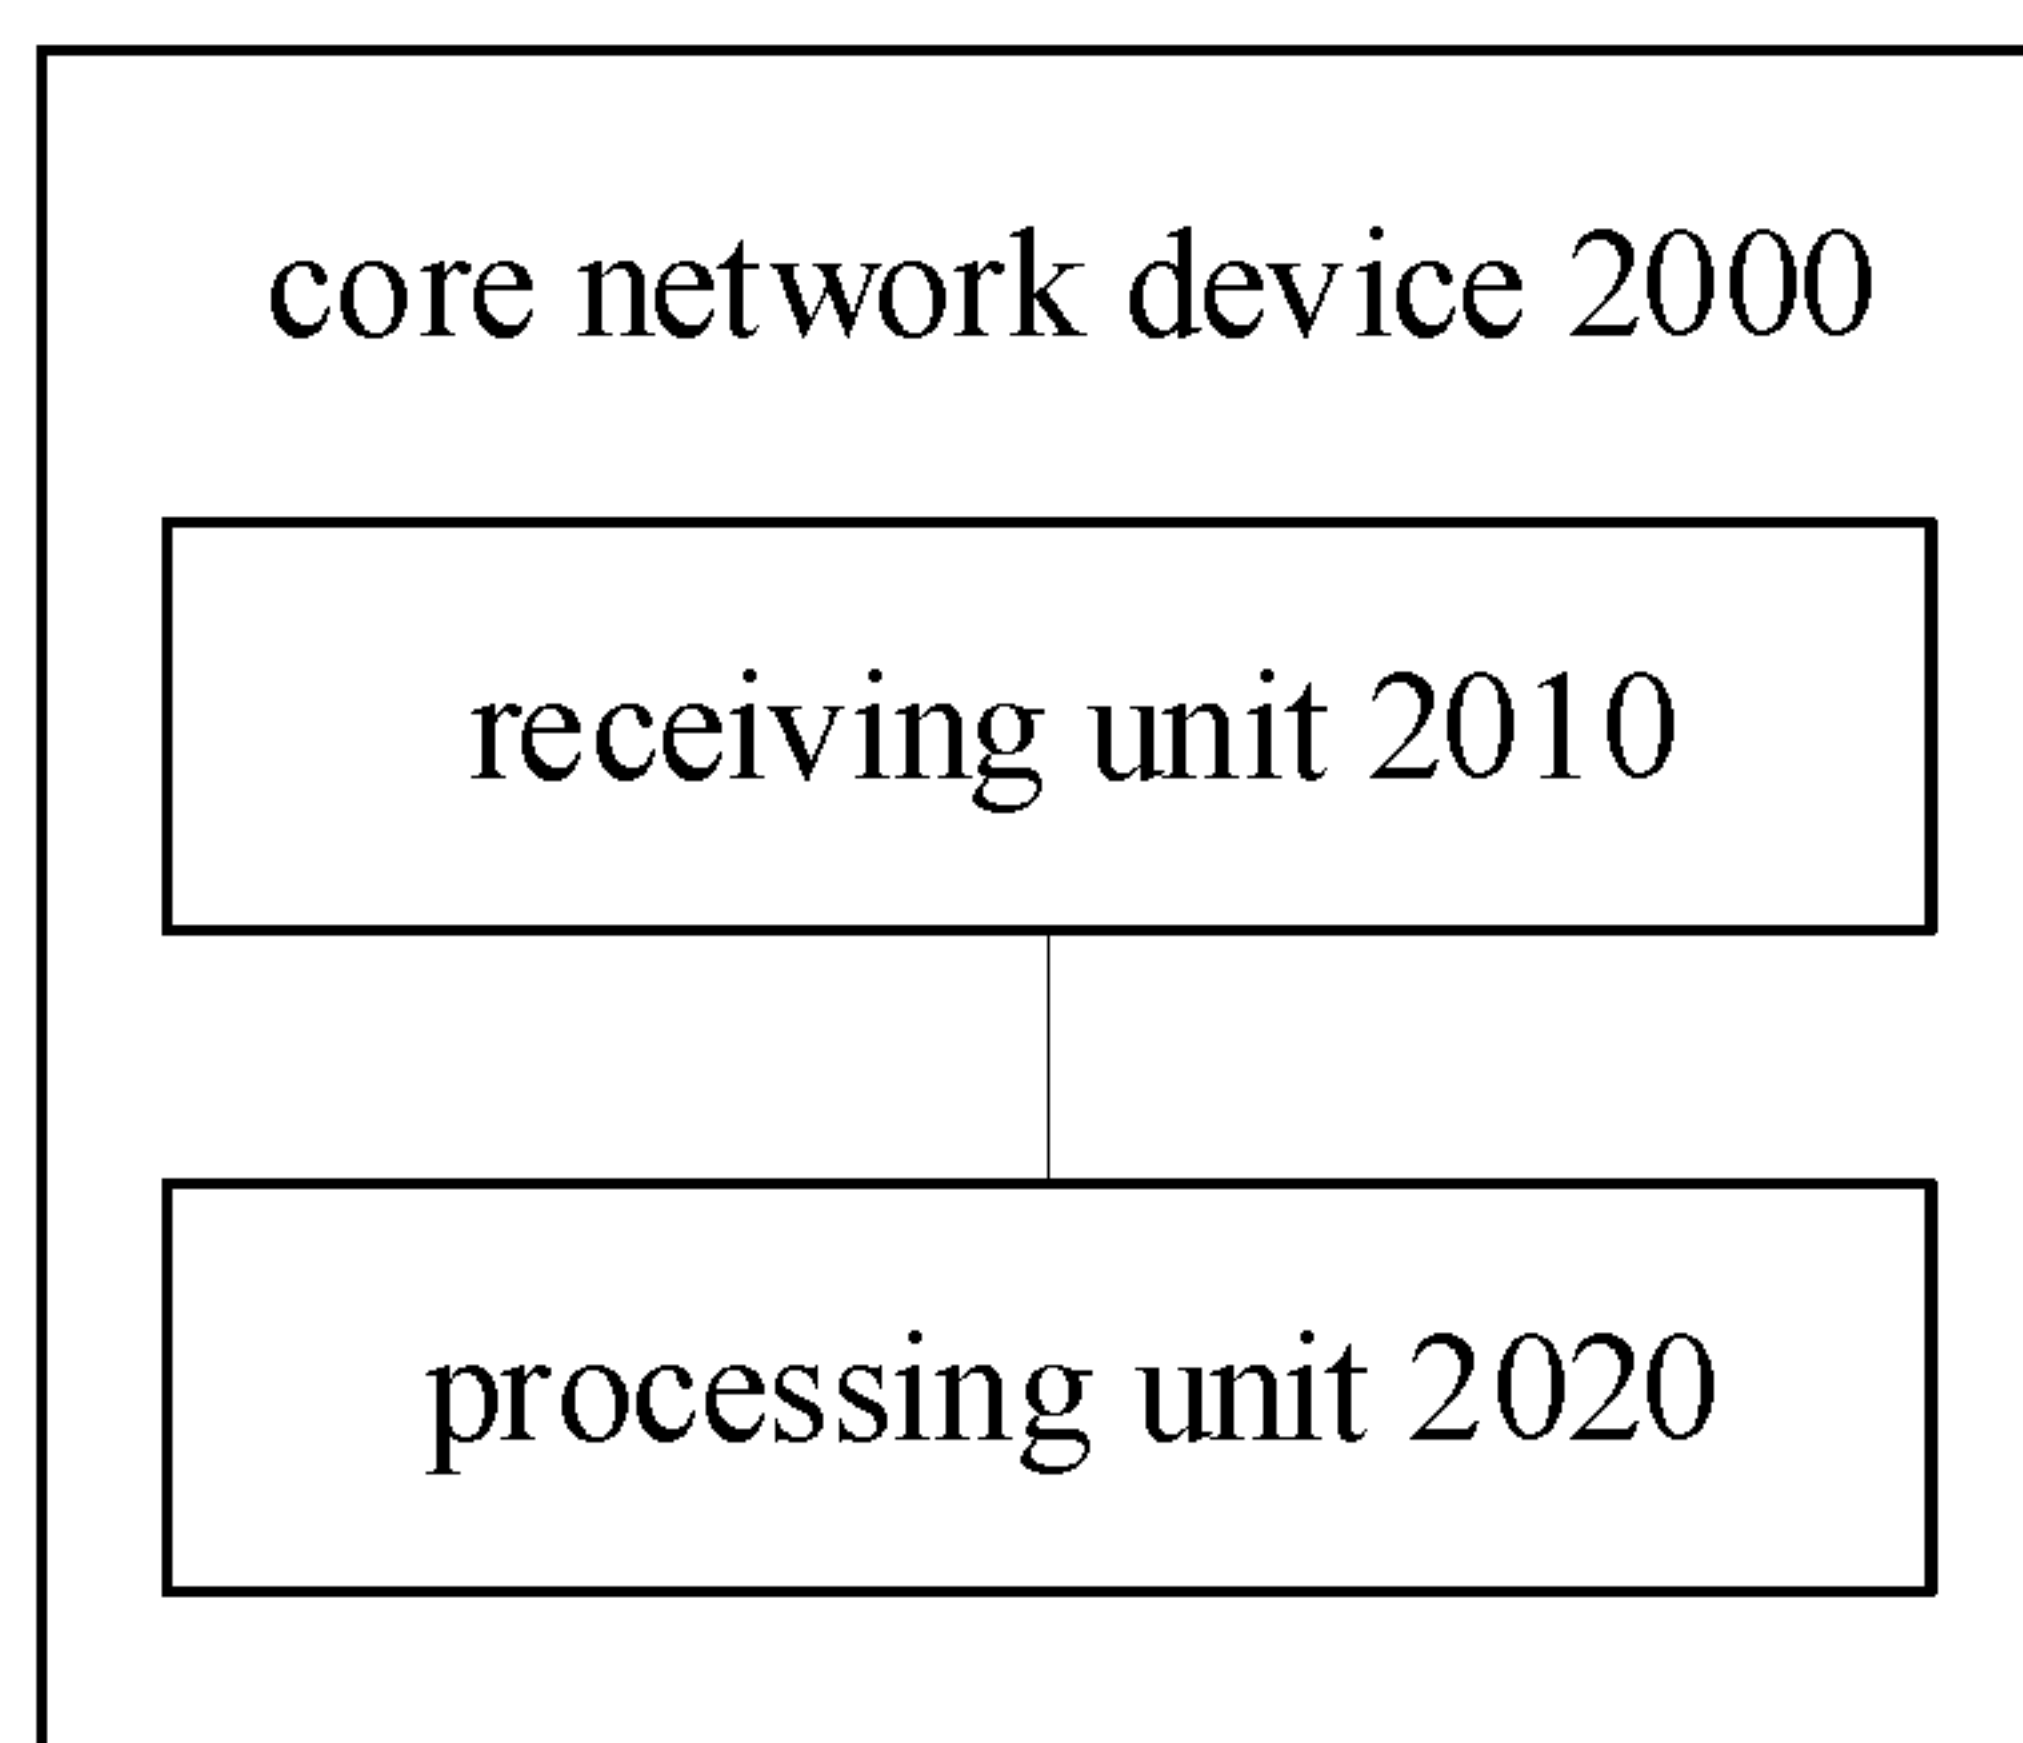 core network device 2000
receiving unit 2010
processing unit 2020